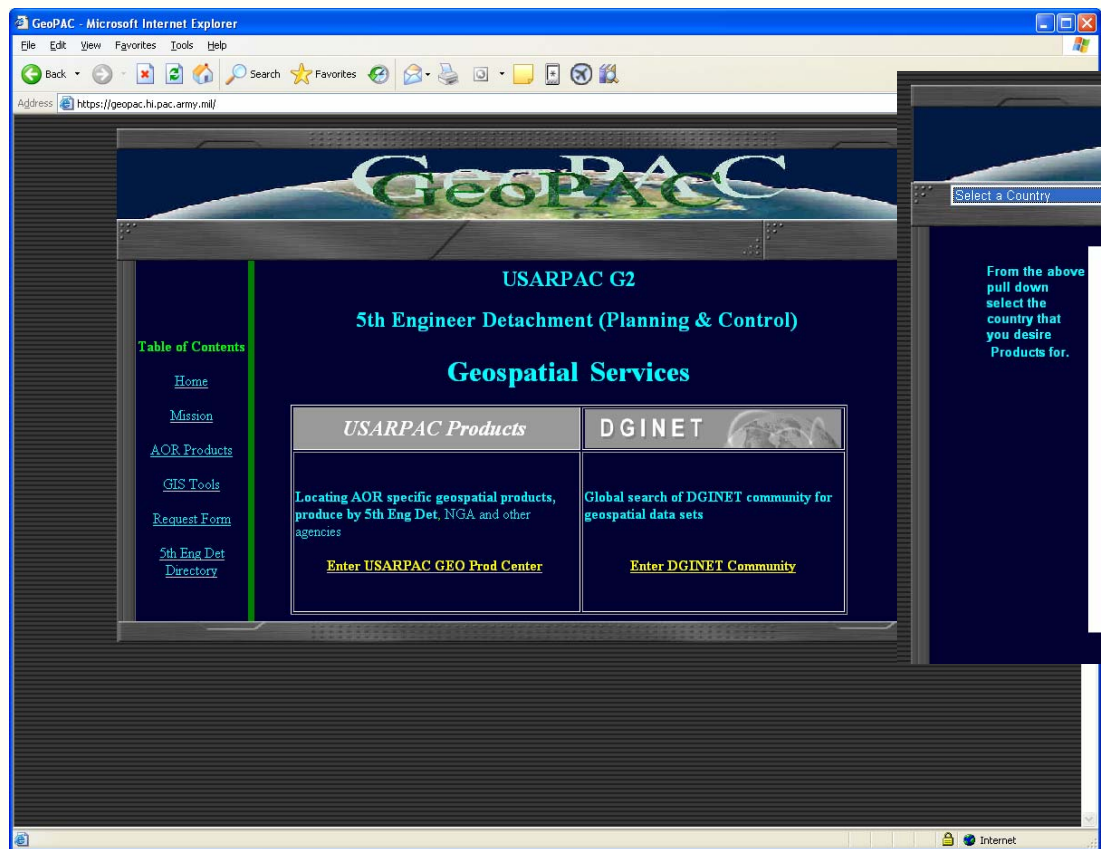 GeoPAC - Microsoft Internet Explorer
File Edit View Favorites Tools Help
Back Search Favorites
Address https://geopac.hi.pac.army.mil/
GeoPAC
GeoPAC
USARPAC G2
5th Engineer Detachment (Planning & Control)
Geospatial Services
Table of Contents
Home
Mission
AOR Products
GIS Tools
Request Form
5th Eng Det
Directory
USARPAC Products
Locating AOR specific geospatial products,
produce by 5th Eng Det, NGA and other
agencies
Enter USARPAC GEO Prod Center
DGINET
Global search of DGINET community for
geospatial data sets
Enter DGINET Community
Select a Country
From the above
pull down
select the
country that
you desire
Products for.
Internet